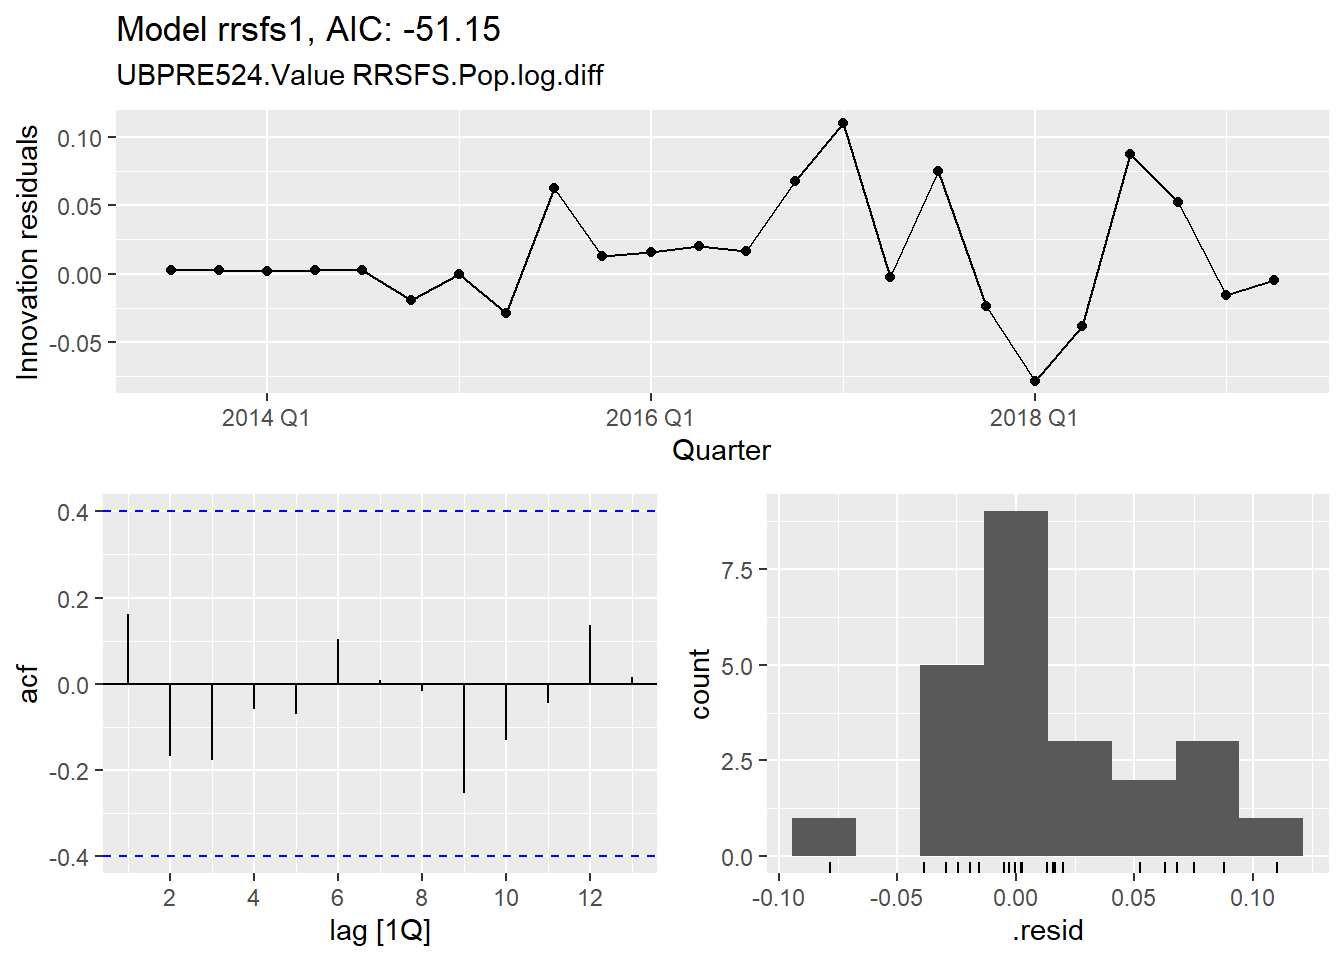 Model rrsfs1, AIC: -51.15
UBPRE524.Value RRSFS.Pop.log.diff
Innovation residuals
0.10
0.05
0.00
-0.05
2014 Q1
2016 Q1
2018 Q1
Quarter
acf
0.4
0.2
0.0
-0.2
-0.4
2
4
6
8
10
12
lag [1Q]
count
7.5
5.0
2.5
0.0
-0.10
-0.05
0.00
0.05
0.10
.resid